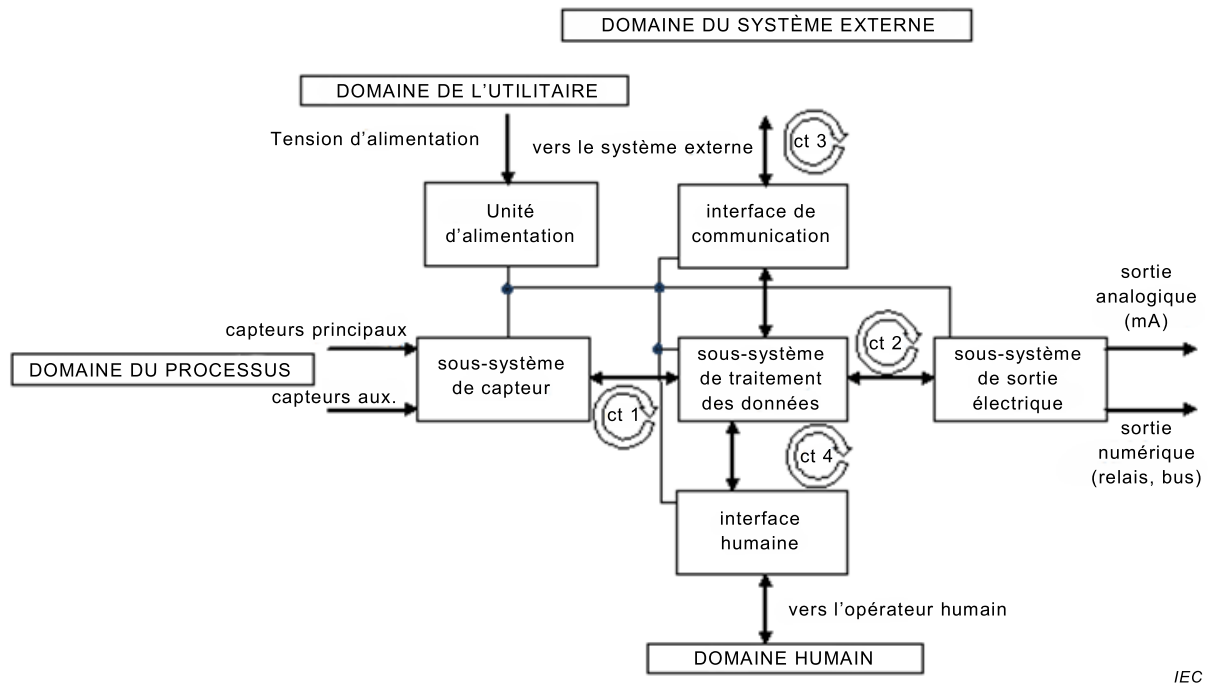 DOMAINE DU SYSTÈME EXTERNE
DOMAINE DE L'UTILITAIRE
Tension d'alimentation
vers le système externe
ct 3
Unité
d'alimentation
interface de
communication
sortie
analogique
(mA)
capteurs principaux
DOMAINE DU PROCESSUS
capteurs aux.
sous-système
de capteur
ct 1
sous-système
de traitement
des données
ct 2
sous-système
de sortie
électrique
sortie
numérique
(relais, bus)
ct 4
interface
humaine
vers l'opérateur humain
DOMAINE HUMAIN
IEC